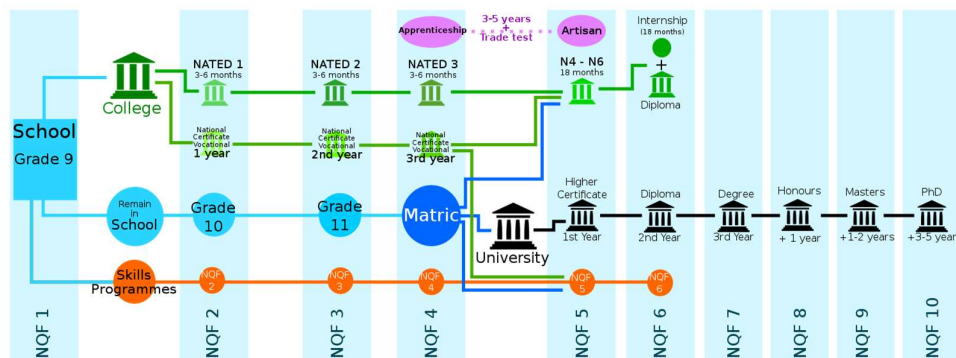 Apprenticeship
3-5 years
+
Trade test
Artisan
Internship
(18 months)
+
Diploma
College
NATED 1
3-6 months
NATED 2
3-6 months
NATED 3
3-6 months
N4 - N6
18 months
School
Grade 9
National
Certificate
Vocational
1 year
National
Certificate
Vocational
2nd year
National
Certificate
Vocational
3rd year
Remain
in
School
Grade
10
Grade
11
Matric
University
Higher
Certificate
1st Year
Diploma
2nd Year
Degree
3rd Year
Honours
+ 1 year
Masters
+1-2 years
PhD
+3-5 years
Skills
Programmes
NQF
2
NQF
3
NQF
4
NQF
5
NQF
6
NQF 1
NQF 2
NQF 3
NQF 4
NQF 5
NQF 6
NQF 7
NQF 8
NQF 9
NQF 10